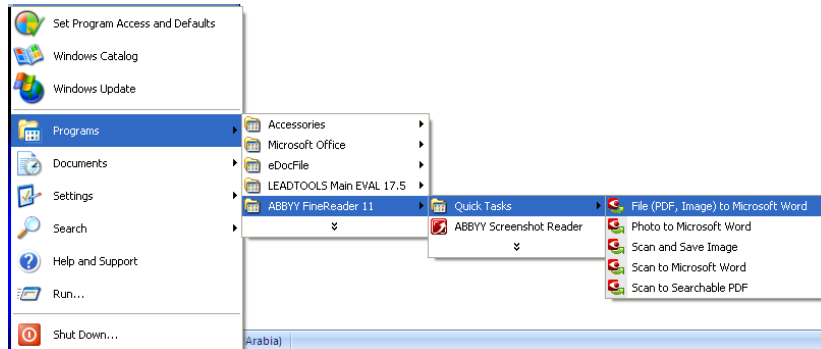 Set Program Access and Defaults
Windows Catalog
Windows Update
Programs
Documents
Settings
Search
Help and Support
Run...
Shut Down...
Accessories
Microsoft Office
eDocFile
LEADTOOLS Main EVAL 17.5
ABBYY FineReader 11
Quick Tasks
ABBYY Screenshot Reader
File (PDF, Image) to Microsoft Word
Photo to Microsoft Word
Scan and Save Image
Scan to Microsoft Word
Scan to Searchable PDF
Arabia)